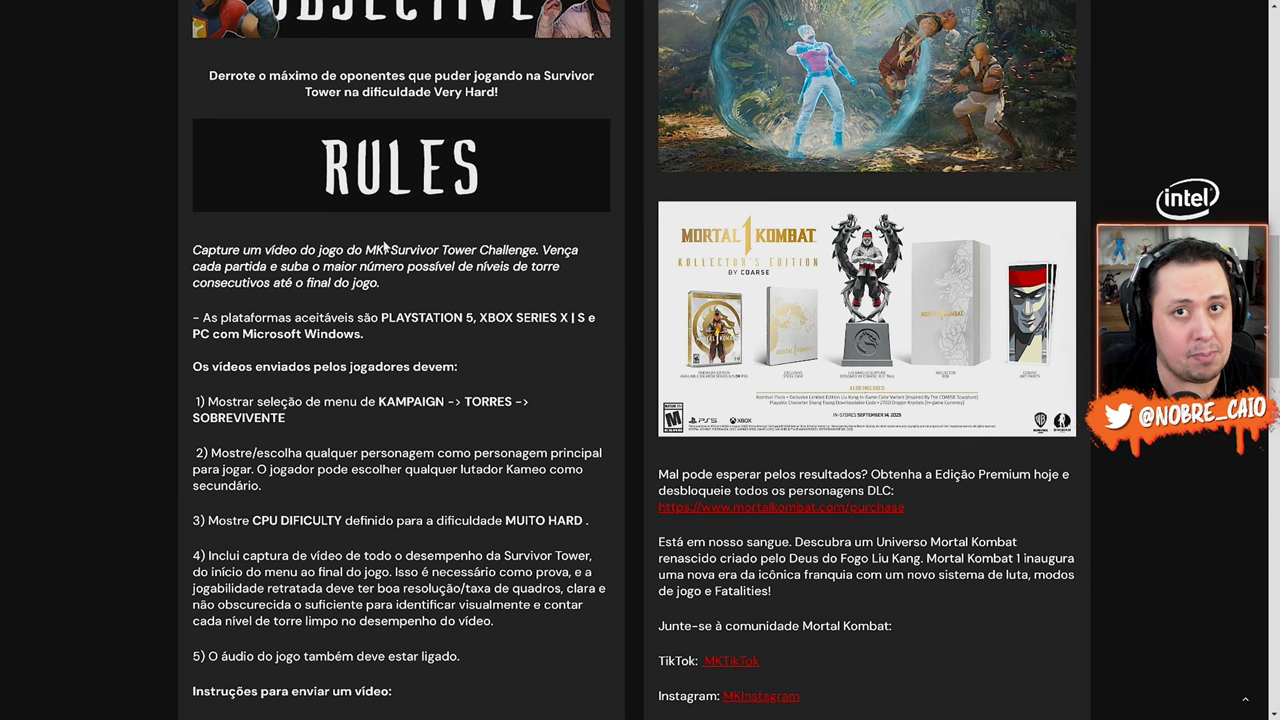 OBJECTIVE
Derrote o máximo de oponentes que puder jogando na Survivor
Tower na dificuldade Very Hard!
RULES
Capture um vídeo do jogo do MK Survivor Tower Challenge. Vença
cada partida e suba o maior número possível de níveis de torre
consecutivos até o final do jogo.
- As plataformas aceitáveis são PLAYSTATION 5, XBOX SERIES X | S e
PC com Microsoft Windows.
Os vídeos enviados pelos jogadores devem:
1) Mostrar seleção de menu de KAMPAIGN -> TORRES ->
SOBREVIVENTE
2) Mostre/escolha qualquer personagem como personagem principal
para jogar. O jogador pode escolher qualquer lutador Kameo como
secundário.
3) Mostre CPU DIFICULTY definido para a dificuldade MUITO HARD .
4) Inclui captura de vídeo de todo o desempenho da Survivor Tower,
do início do menu ao final do jogo. Isso é necessário como prova, e a
jogabilidade retratada deve ter boa resolução/taxa de quadros, clara e
não obscurecida o suficiente para identificar visualmente e contar
cada nível de torre limpo no desempenho do vídeo.
5) O áudio do jogo também deve estar ligado.
Instruções para enviar um vídeo:
MORTAL KOMBAT 1
KOLLECTOR'S EDITION
BY COARSE
PREMIUM EDITION
ALSO INCLUDES:
IN-STORES SEPTEMBER 14, 2023
PS5 XBOX
Mal pode esperar pelos resultados? Obtenha a Edição Premium hoje e
desbloqueie todos os personagens DLC:
https://www.mortalkombat.com/purchase
Está em nosso sangue. Descubra um Universo Mortal Kombat
renascido criado pelo Deus do Fogo Liu Kang. Mortal Kombat 1 inaugura
uma nova era da icônica franquia com um novo sistema de luta, modos
de jogo e Fatalities!
Junte-se à comunidade Mortal Kombat:
TikTok: MKTikTok
Instagram: MKInstagram
intel
@NOBRE_CAIO